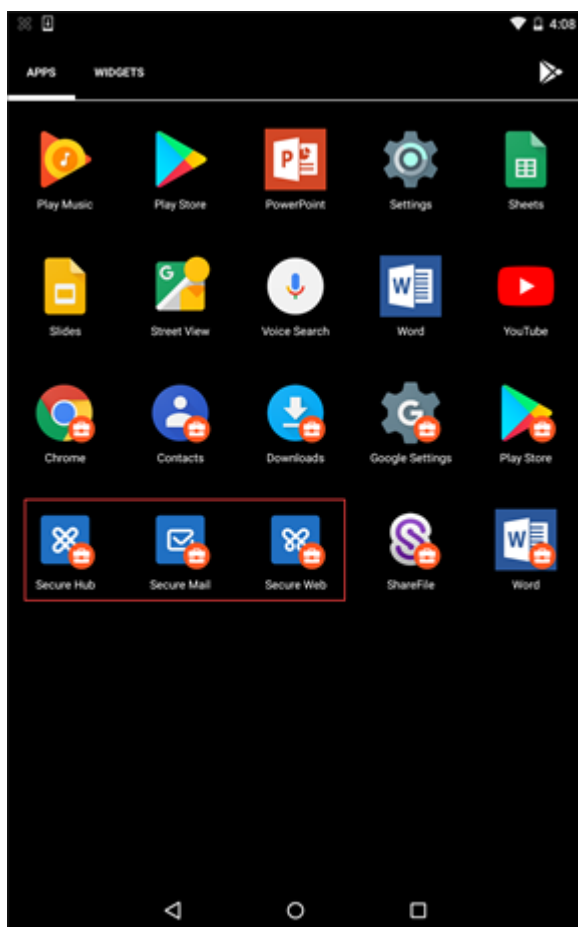 4:08
APPS WIDGETS
Play Music Play Store PowerPoint Settings Sheets
Slides Street View Voice Search Word YouTube
Chrome Contacts Downloads Google Settings Play Store
Secure Hub Secure Mail Secure Web ShareFile Word